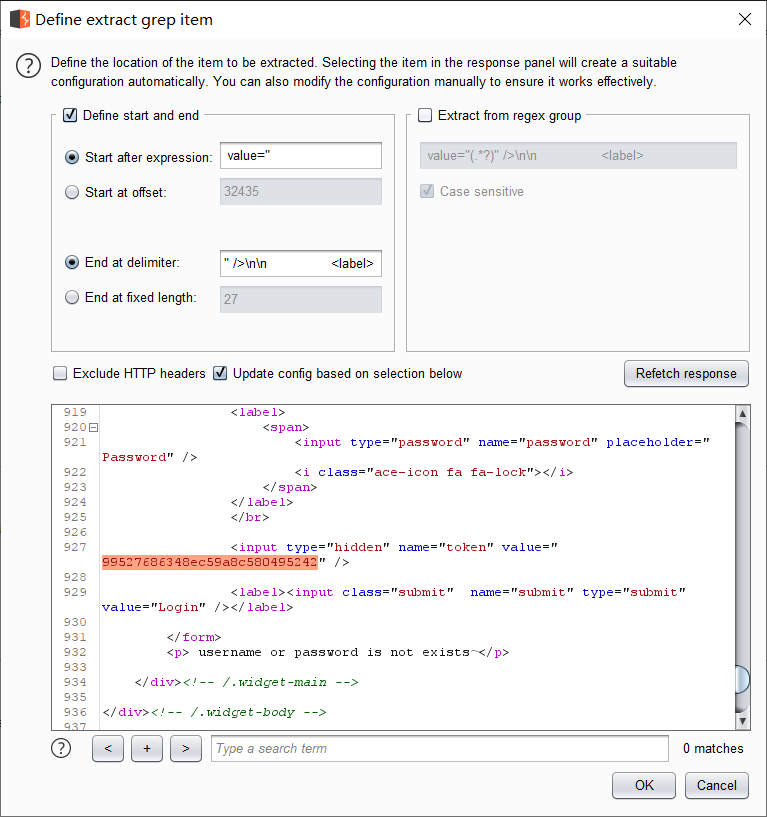 Define extract grep item
Define the location of the item to be extracted. Selecting the item in the response panel will create a suitable
configuration automatically. You can also modify the configuration manually to ensure it works effectively.
Define start and end
Start after expression: value="
Start at offset: 32435
End at delimiter: " />\n\n                <label>
End at fixed length: 27
Extract from regex group
value="(.*?)" />\n\n                <label>
Case sensitive
Exclude HTTP headers Update config based on selection below Refetch response
919 <label>
920 <span>
921 <input type="password" name="password" placeholder="
Password" />
922 <i class="ace-icon fa fa-lock"></i>
923 </span>
924 </label>
925 </br>
926
927 <input type="hidden" name="token" value="
99527686348ec59a8c580495242" />
928
929 <label><input class="submit"  name="submit" type="submit"
value="Login" /></label>
930
931 </form>
932 <p> username or password is not exists~</p>
933
934 </div><!-- /.widget-main -->
935
936 </div><!-- /.widget-body -->
937
? < + > Type a search term 0 matches
OK Cancel